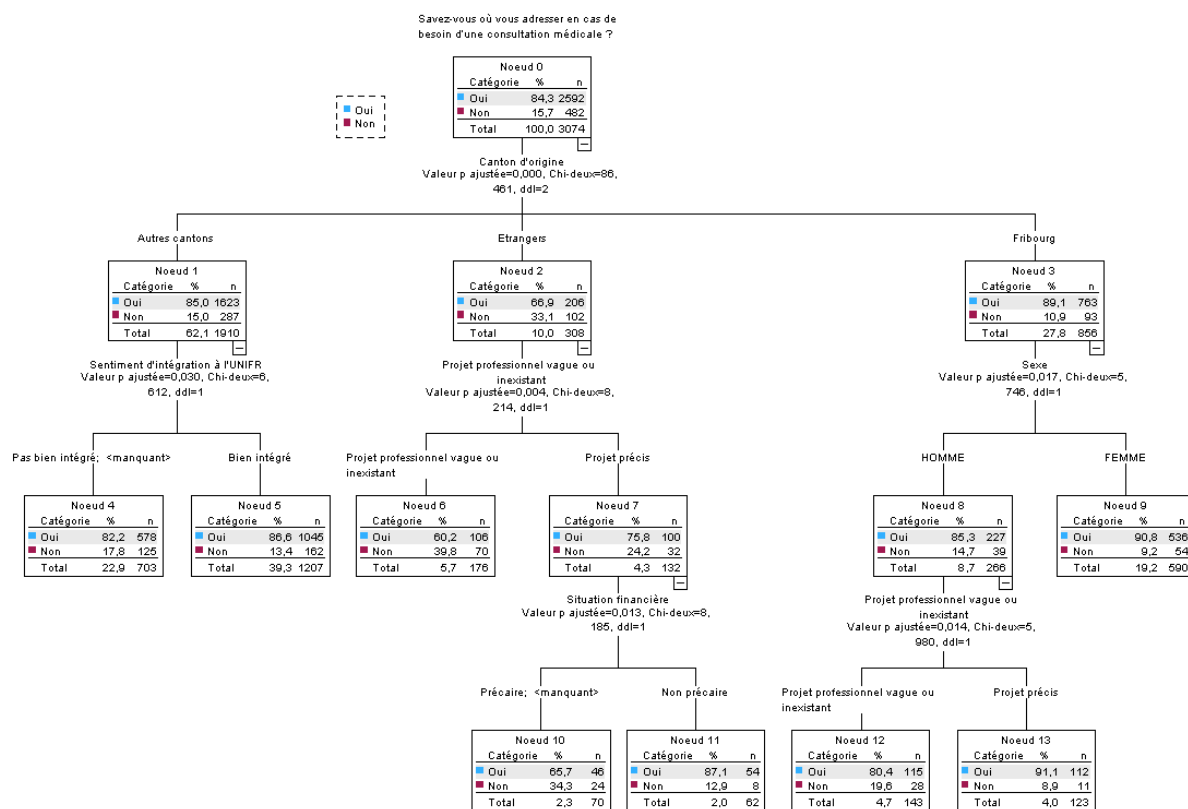 Savez-vous où vous adresser en cas de
besoin d'une consultation médicale ?
Oui
Non
Noeud 0
Catégorie % n
Oui 84,3 2592
Non 15,7 482
Total 100,0 3074
Canton d'origine
Valeur p ajustée=0,000, Chi-deux=86,
461, ddl=2
Autres cantons
Etrangers
Fribourg
Noeud 1
Catégorie % n
Oui 85,0 1623
Non 15,0 287
Total 62,1 1910
Noeud 2
Catégorie % n
Oui 66,9 206
Non 33,1 102
Total 10,0 308
Noeud 3
Catégorie % n
Oui 89,1 763
Non 10,9 93
Total 27,8 856
Sentiment d'intégration à l'UNIFR
Valeur p ajustée=0,030, Chi-deux=6,
612, ddl=1
Projet professionnel vague ou
inexistant
Valeur p ajustée=0,004, Chi-deux=8,
214, ddl=1
Sexe
Valeur p ajustée=0,017, Chi-deux=5,
746, ddl=1
Pas bien intégré; <manquant>
Bien intégré
Projet professionnel vague ou
inexistant
Projet précis
HOMME
FEMME
Noeud 4
Catégorie % n
Oui 82,2 578
Non 17,8 125
Total 22,9 703
Noeud 5
Catégorie % n
Oui 86,6 1045
Non 13,4 162
Total 39,3 1207
Noeud 6
Catégorie % n
Oui 60,2 106
Non 39,8 70
Total 5,7 176
Noeud 7
Catégorie % n
Oui 75,8 100
Non 24,2 32
Total 4,3 132
Noeud 8
Catégorie % n
Oui 85,3 227
Non 14,7 39
Total 8,7 266
Noeud 9
Catégorie % n
Oui 90,8 536
Non 9,2 54
Total 19,2 590
Situation financière
Valeur p ajustée=0,013, Chi-deux=8,
185, ddl=1
Projet professionnel vague ou
inexistant
Valeur p ajustée=0,014, Chi-deux=5,
980, ddl=1
Précaire; <manquant>
Non précaire
Projet professionnel vague ou
inexistant
Projet précis
Noeud 10
Catégorie % n
Oui 65,7 46
Non 34,3 24
Total 2,3 70
Noeud 11
Catégorie % n
Oui 87,1 54
Non 12,9 8
Total 2,0 62
Noeud 12
Catégorie % n
Oui 80,4 115
Non 19,6 28
Total 4,7 143
Noeud 13
Catégorie % n
Oui 91,1 112
Non 8,9 11
Total 4,0 123